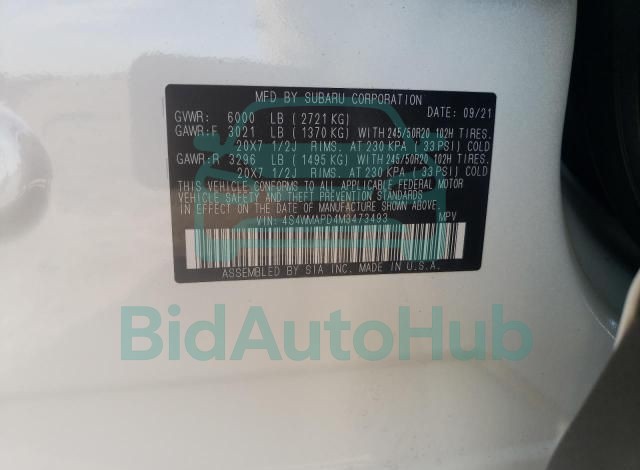 MFD BY SUBARU CORPORATION
GVWR: 6000 LB (2721 KG) DATE: 09/21
GAWR:F 3021 LB (1370 KG) WITH 245/50R20 102H TIRES.
20X7 1/2J RIMS. AT 230 KPA (33 PSI) COLD
GAWR:R 3296 LB (1495 KG) WITH 245/50R20 102H TIRES.
20X7 1/2J RIMS. AT 230 KPA (33 PSI) COLD
THIS VEHICLE CONFORMS TO ALL APPLICABLE FEDERAL MOTOR
VEHICLE SAFETY AND THEFT PREVENTION STANDARDS
IN EFFECT ON THE DATE OF MANUFACTURE SHOWN ABOVE.
VIN: 4S4WMAPD4M3473493 MPV
ASSEMBLED BY SIA INC. MADE IN U.S.A.
BidAutoHub